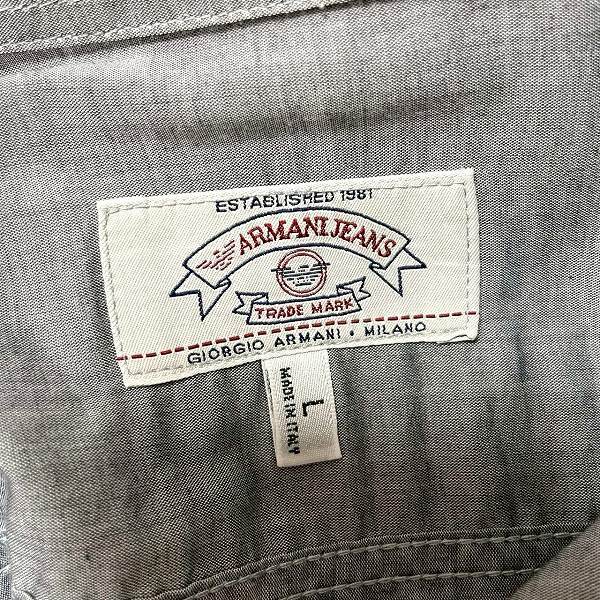 ESTABLISHED 1981
ARMANI JEANS
TRADE MARK
GIORGIO ARMANI • MILANO
L
MADE IN ITALY